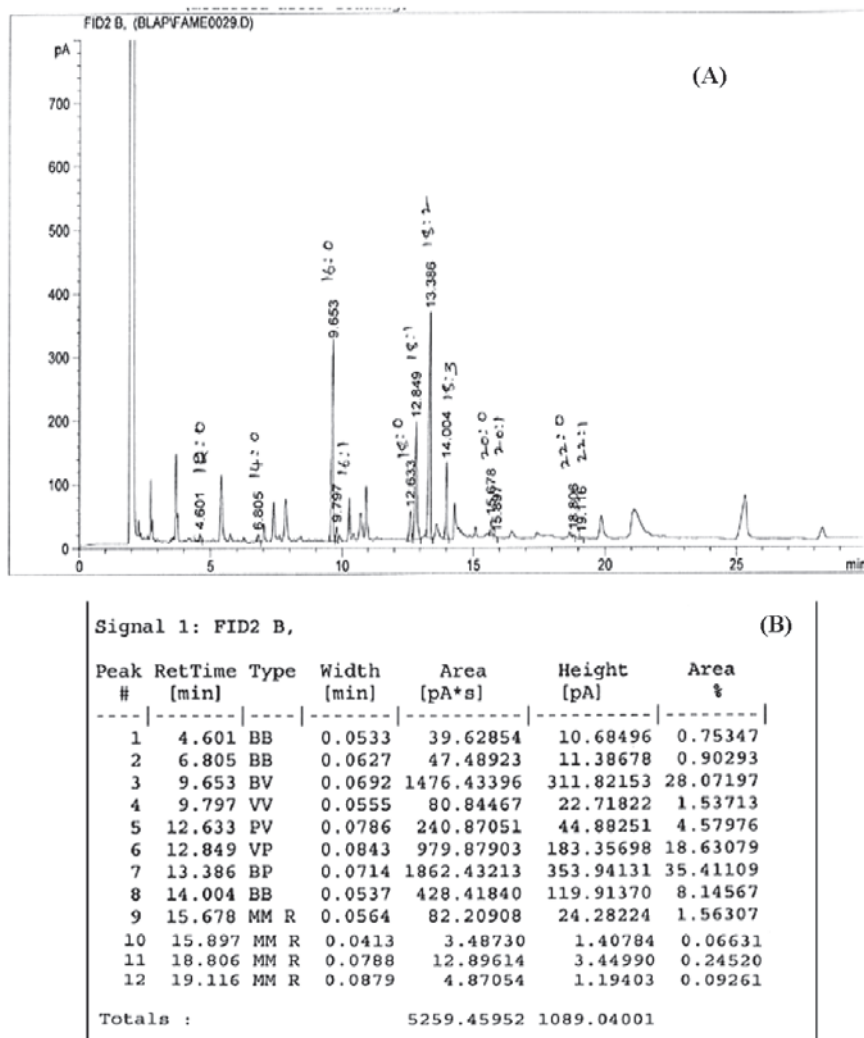 FID2 B, (BLAP\FAME0029.D)
pA
(A)
700
600
500
400
300
200
100
0
4.601
14:0
6.805
16:0
9.653
16:1
9.797
18:0
12.633
18:1
12.849
18:2
13.386
18:3
14.004
20:0
15.678
20:1
15.897
22:0
18.806
22:1
19.116
0 5 10 15 20 25 min
Signal 1: FID2 B, (B)
Peak RetTime Type Width Area Height Area
# [min] [min] [pA*s] [pA] %
----|-------|----|-------|----------|----------|--------|
1 4.601 BB 0.0533 39.62854 10.68496 0.75347
2 6.805 BB 0.0627 47.48923 11.38678 0.90293
3 9.653 BV 0.0692 1476.43396 311.82153 28.07197
4 9.797 VV 0.0555 80.84467 22.71822 1.53713
5 12.633 PV 0.0786 240.87051 44.88251 4.57976
6 12.849 VP 0.0843 979.87903 183.35698 18.63079
7 13.386 BP 0.0714 1862.43213 353.94131 35.41109
8 14.004 BB 0.0537 428.41840 119.91370 8.14567
9 15.678 MM R 0.0564 82.20908 24.28224 1.56307
10 15.897 MM R 0.0413 3.48730 1.40784 0.06631
11 18.806 MM R 0.0788 12.89614 3.44990 0.24520
12 19.116 MM R 0.0879 4.87054 1.19403 0.09261
Totals : 5259.45952 1089.04001